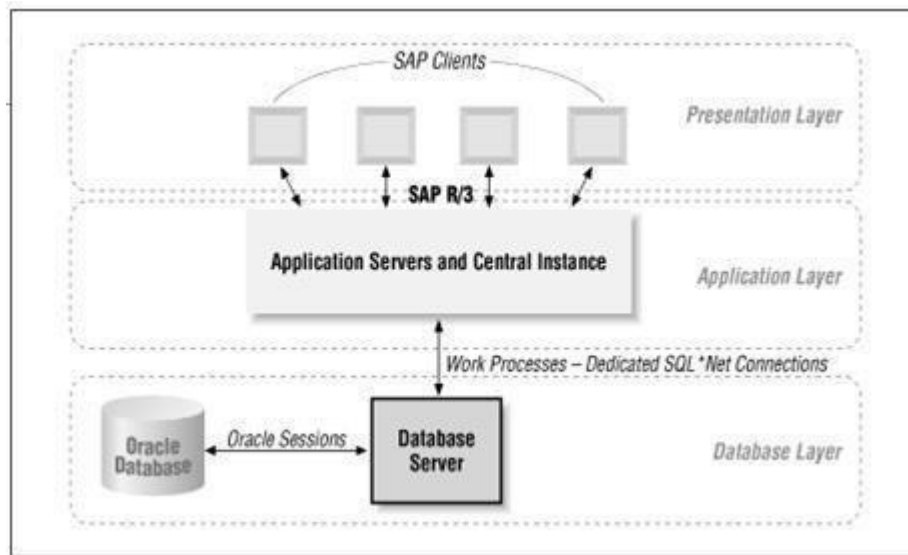 SAP Clients
Presentation Layer
SAP R/3
Application Servers and Central Instance
Application Layer
Work Processes – Dedicated SQL*Net Connections
Oracle
Database
Oracle Sessions
Database
Server
Database Layer